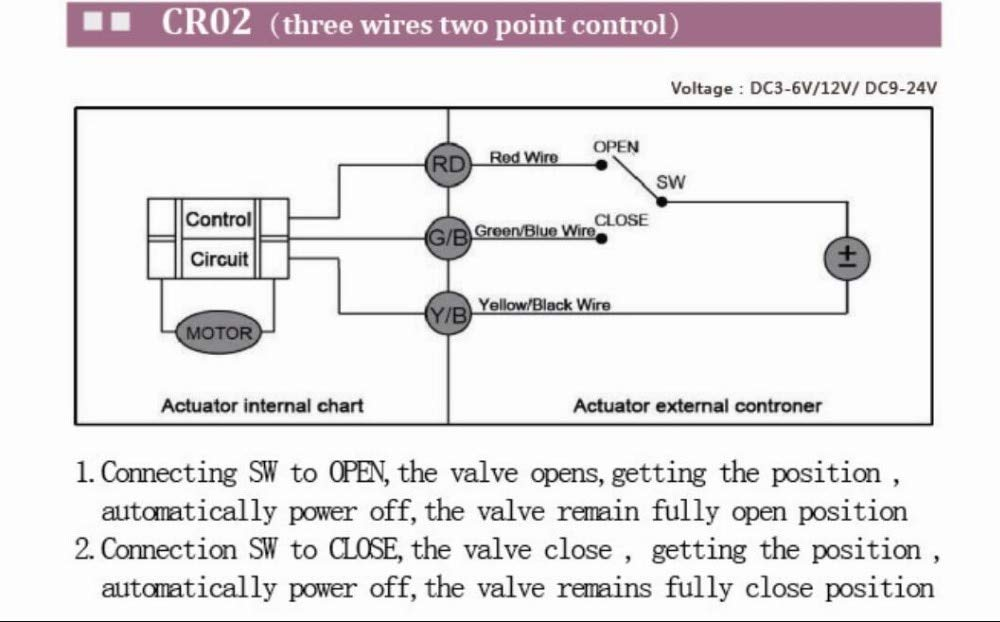 CR02 (three wires two point control)
Voltage : DC3-6V/12V/ DC9-24V
OPEN
RD
Red Wire
SW
CLOSE
Control
G/B
Green/Blue Wire
±
Circuit
Yellow/Black Wire
Y/B
MOTOR
Actuator internal chart
Actuator external controner
1. Connecting SW to OPEN, the valve opens, getting the position ,
automatically power off, the valve remain fully open position
2. Connection SW to CLOSE, the valve close , getting the position ,
automatically power off, the valve remains fully close position